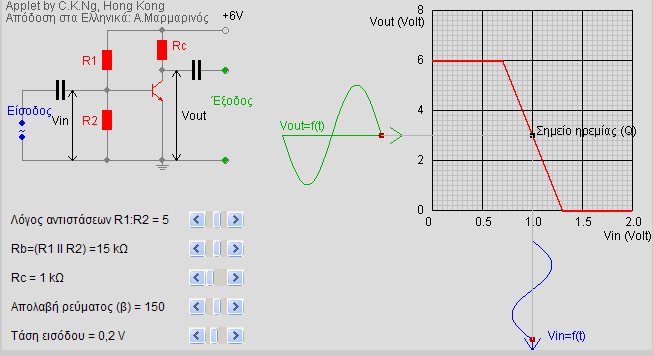 Applet by C.K.Ng, Hong Kong
Απόδοση στα Ελληνικά: Α.Μαρμαρινός
+6V
R1
Rc
Είσοδος
~
Vin
R2
Vout
Έξοδος
Vout=f(t)
Vout (Volt)
8
6
4
2
0
Σημείο ηρεμίας (Q)
0 0.5 1.0 1.5 2.0
Vin (Volt)
Vin=f(t)
Λόγος αντιστάσεων R1:R2 = 5
Rb=(R1 II R2) =15 kΩ
Rc = 1 kΩ
Απολαβή ρεύματος (β) = 150
Τάση εισόδου = 0,2 V